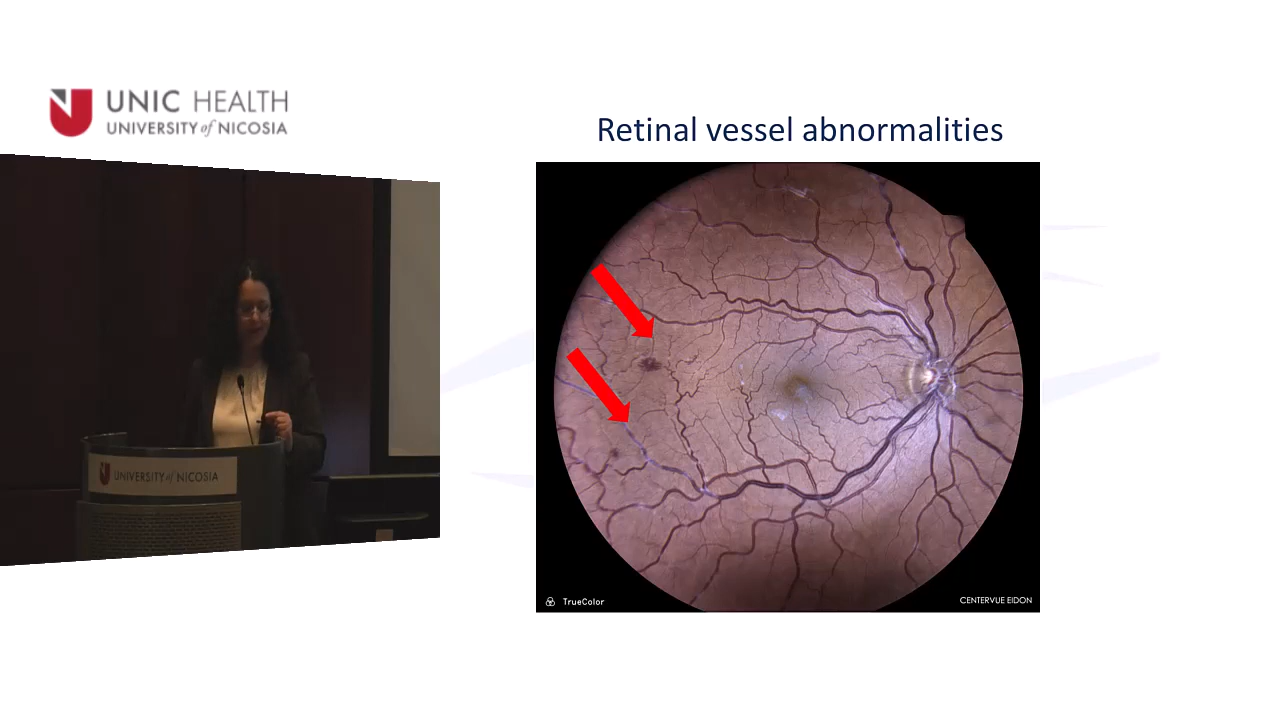 UNIC HEALTH
UNIVERSITY of NICOSIA
Retinal vessel abnormalities
UNIVERSITY of NICOSIA
TrueColor
CENTERVUE EIDON